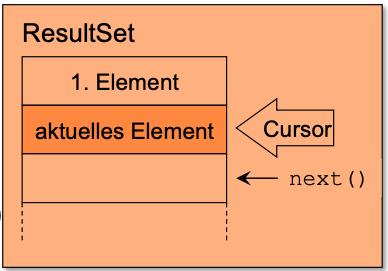 ResultSet
1. Element
aktuelles Element
Cursor
next()